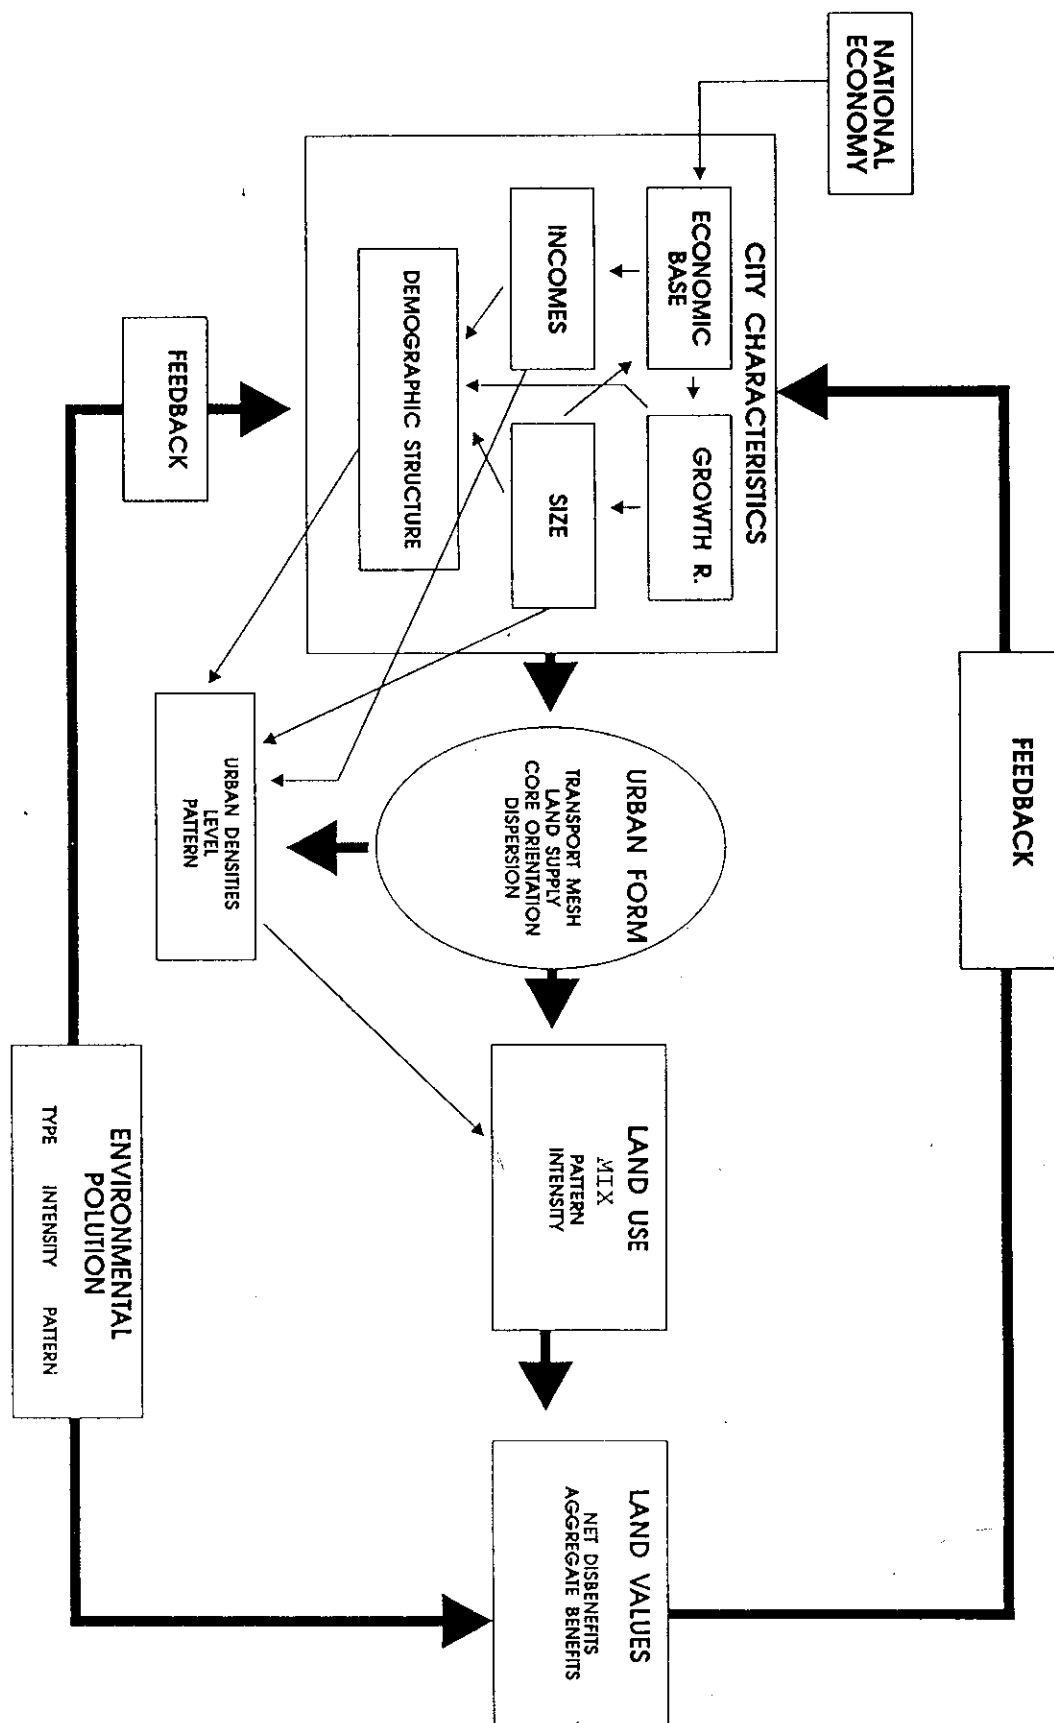 NATIONAL
ECONOMY
CITY CHARACTERISTICS
ECONOMIC
BASE
GROWTH R.
INCOMES
SIZE
DEMOGRAPHIC STRUCTURE
FEEDBACK
URBAN FORM
TRANSPORT MESH
LAND SUPPLY
CORE ORIENTATION
DISPERSION
LAND USE
MIX
PATTERN
INTENSITY
LAND VALUES
NET DISBENEFITS
AGGREGATE BENEFITS
URBAN DENSITIES
LEVEL
PATTERN
FEEDBACK
ENVIRONMENTAL
POLUTION
TYPE INTENSITY PATTERN